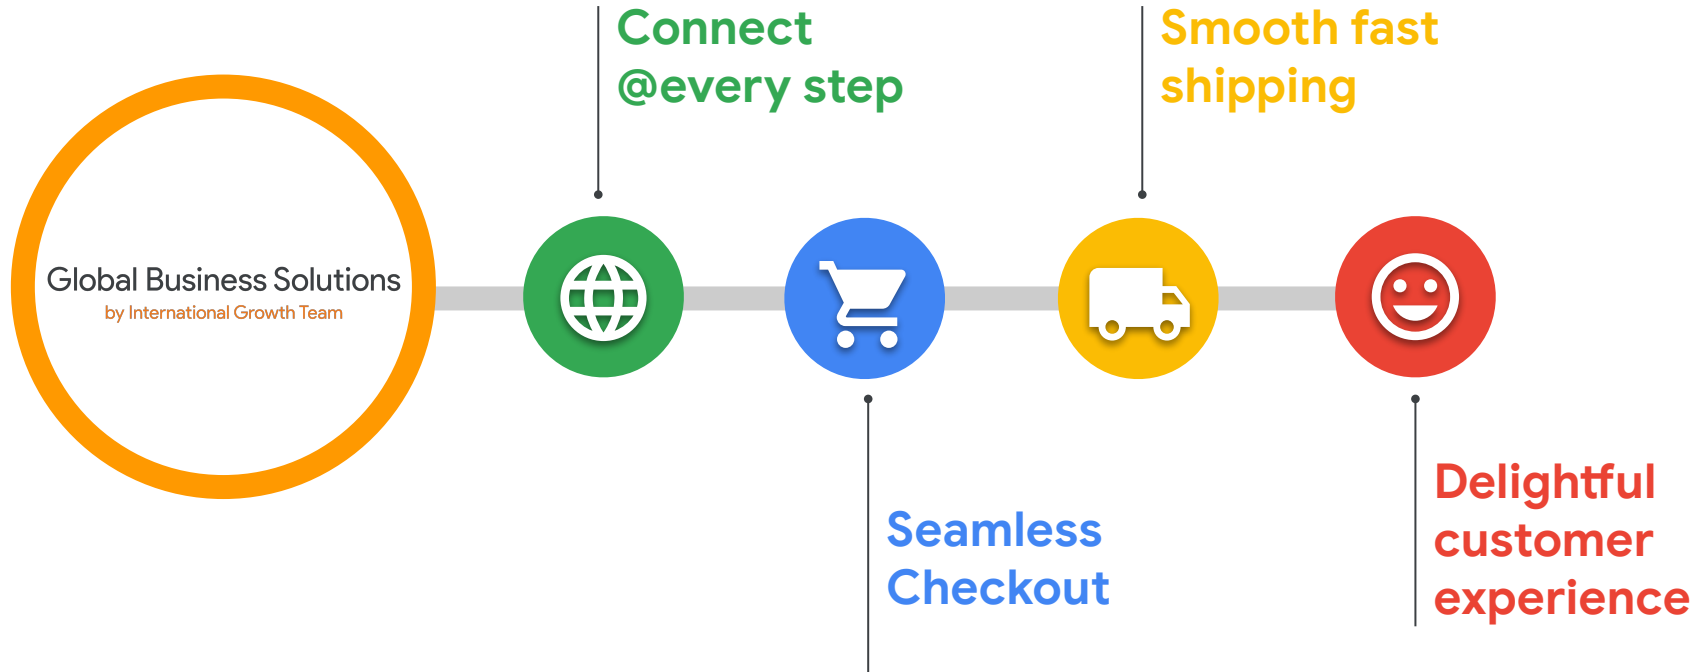 Global Business Solutions
by International Growth Team
Connect
@every step
Seamless
Checkout
Smooth fast
shipping
Delightful
customer
experience